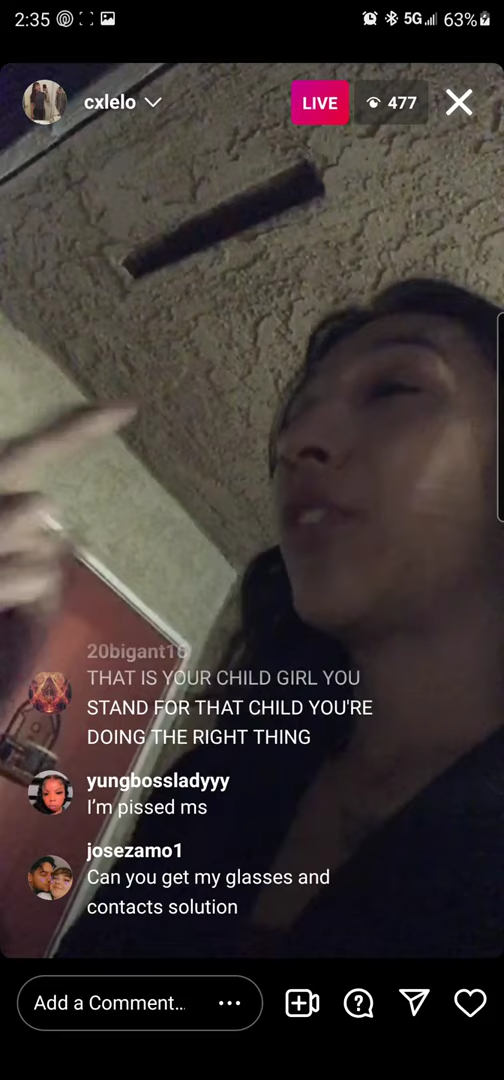 2:35 5G 63%
cxlelo LIVE 477
20bigant16
THAT IS YOUR CHILD GIRL YOU
STAND FOR THAT CHILD YOU'RE
DOING THE RIGHT THING
yungbossladyyy
I'm pissed ms
josezamo1
Can you get my glasses and
contacts solution
Add a Comment...